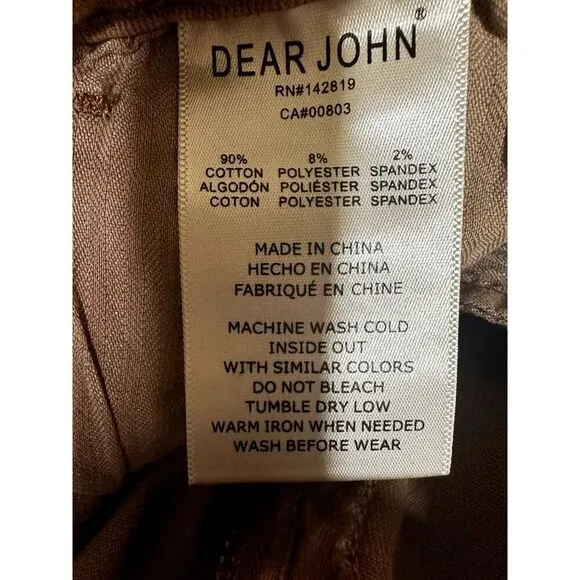 DEAR JOHN®
RN#142819
CA#00803
90% 8% 2%
COTTON POLYESTER SPANDEX
ALGODÓN POLIÉSTER SPANDEX
COTON POLYESTER SPANDEX
MADE IN CHINA
HECHO EN CHINA
FABRIQUÉ EN CHINE
MACHINE WASH COLD
INSIDE OUT
WITH SIMILAR COLORS
DO NOT BLEACH
TUMBLE DRY LOW
WARM IRON WHEN NEEDED
WASH BEFORE WEAR